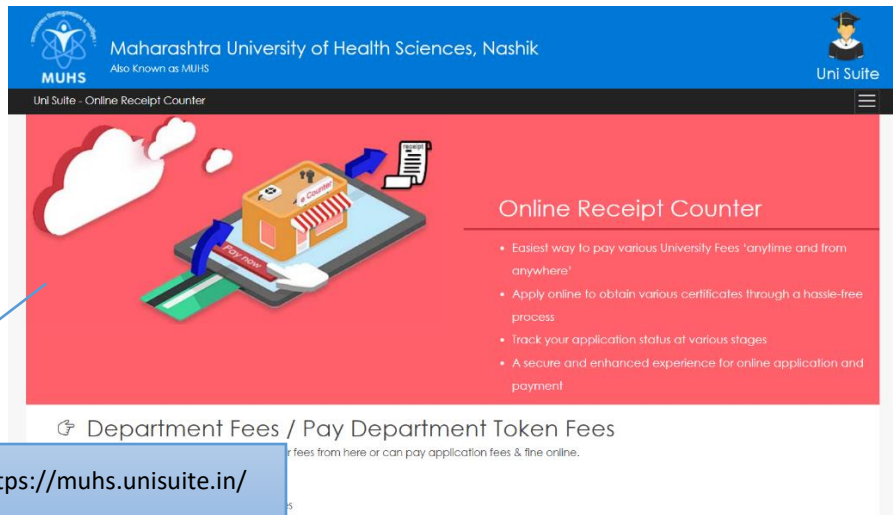 Maharashtra University of Health Sciences, Nashik
Also Known as MUHS
MUHS
Uni Suite
Uni Suite - Online Receipt Counter
receipt
e Counter
Pay now
Online Receipt Counter
• Easiest way to pay various University Fees 'anytime and from
anywhere'
• Apply online to obtain various certificates through a hassle-free
process
• Track your application status at various stages
• A secure and enhanced experience for online application and
payment
☞ Department Fees / Pay Department Token Fees
r fees from here or can pay application fees & fine online.
tps://muhs.unisuite.in/